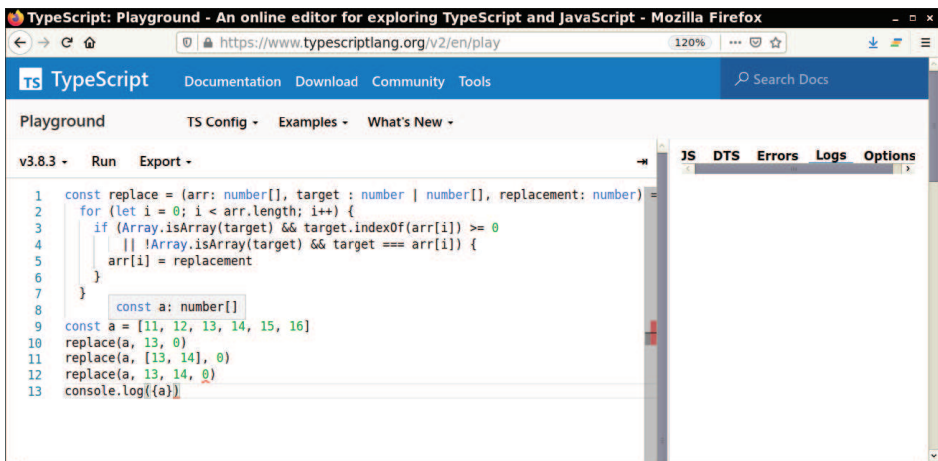 TypeScript: Playground - An online editor for exploring TypeScript and JavaScript - Mozilla Firefox
https://www.typescriptlang.org/v2/en/play 120%
TS TypeScript Documentation Download Community Tools Search Docs
Playground TS Config Examples What's New
v3.8.3 Run Export JS DTS Errors Logs Options
1 const replace = (arr: number[], target : number | number[], replacement: number) =
2 for (let i = 0; i < arr.length; i++) {
3 if (Array.isArray(target) && target.indexOf(arr[i]) >= 0
4 || !Array.isArray(target) && target === arr[i]) {
5 arr[i] = replacement
6 }
7 }
8 const a: number[]
9 const a = [11, 12, 13, 14, 15, 16]
10 replace(a, 13, 0)
11 replace(a, [13, 14], 0)
12 replace(a, 13, 14, 0)
13 console.log({a})